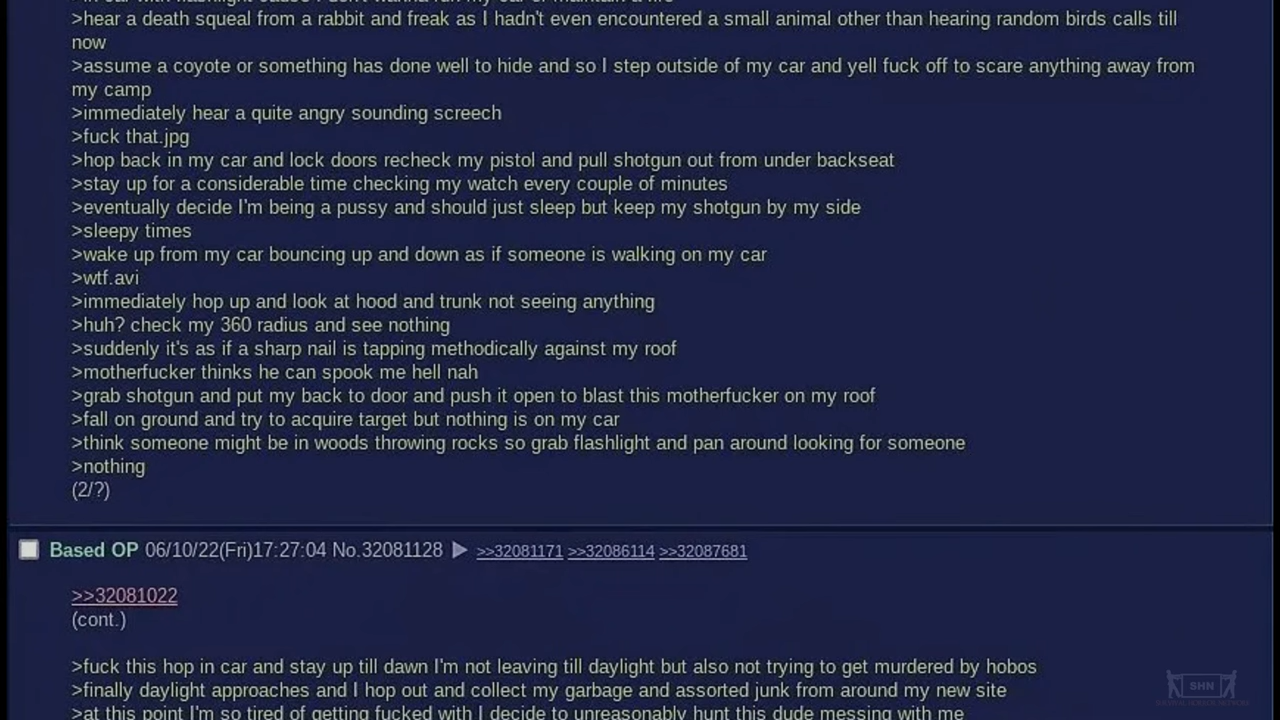 >in car with flashlight cause I don't wanna run my car or maintain a fire
>hear a death squeal from a rabbit and freak as I hadn't even encountered a small animal other than hearing random birds calls till
now
>assume a coyote or something has done well to hide and so I step outside of my car and yell fuck off to scare anything away from
my camp
>immediately hear a quite angry sounding screech
>fuck that.jpg
>hop back in my car and lock doors recheck my pistol and pull shotgun out from under backseat
>stay up for a considerable time checking my watch every couple of minutes
>eventually decide I'm being a pussy and should just sleep but keep my shotgun by my side
>sleepy times
>wake up from my car bouncing up and down as if someone is walking on my car
>wtf.avi
>immediately hop up and look at hood and trunk not seeing anything
>huh? check my 360 radius and see nothing
>suddenly it's as if a sharp nail is tapping methodically against my roof
>motherfucker thinks he can spook me hell nah
>grab shotgun and put my back to door and push it open to blast this motherfucker on my roof
>fall on ground and try to acquire target but nothing is on my car
>think someone might be in woods throwing rocks so grab flashlight and pan around looking for someone
>nothing
(2/?)
Based OP 06/10/22(Fri)17:27:04 No.32081128 ▶ >>32081171 >>32086114 >>32087681
>>32081022
(cont.)
>fuck this hop in car and stay up till dawn I'm not leaving till daylight but also not trying to get murdered by hobos
>finally daylight approaches and I hop out and collect my garbage and assorted junk from around my new site
>at this point I'm so tired of getting fucked with I decide to unreasonably hunt this dude messing with me
SHN